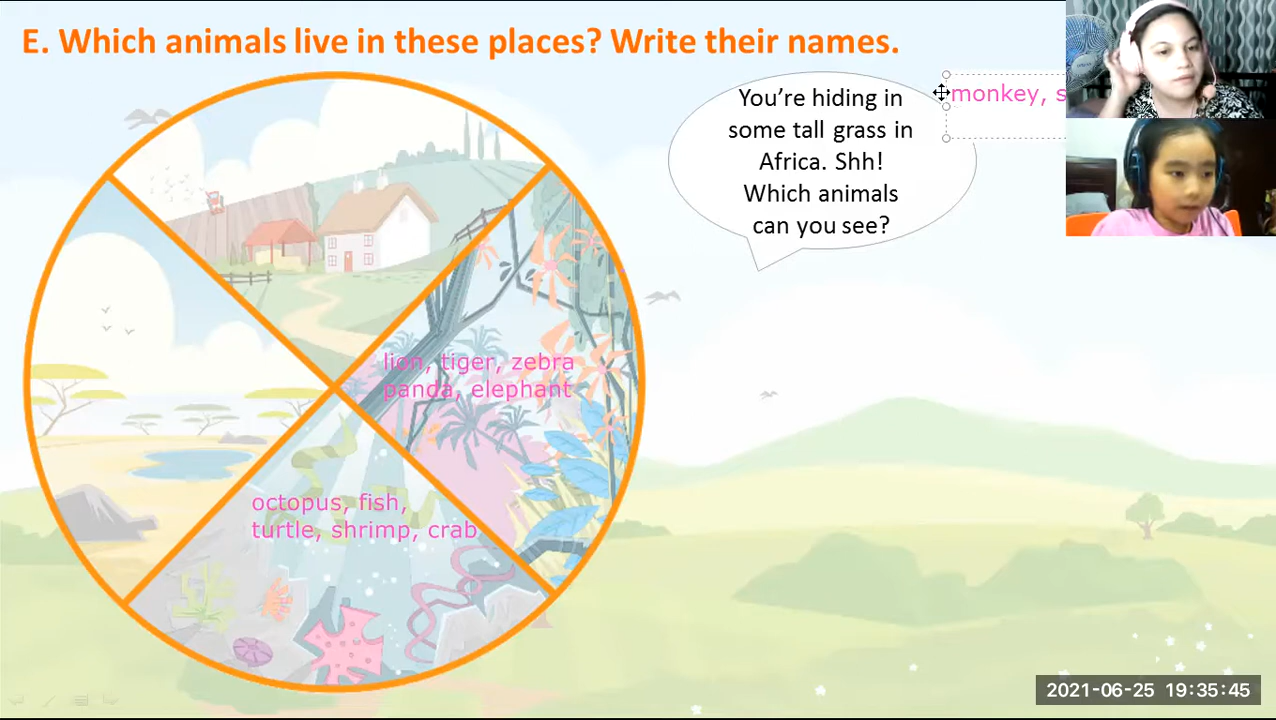 E. Which animals live in these places? Write their names.
You're hiding in
some tall grass in
Africa. Shh!
Which animals
can you see?
monkey, s
lion, tiger, zebra
panda, elephant
octopus, fish,
turtle, shrimp, crab
2021-06-25 19:35:45